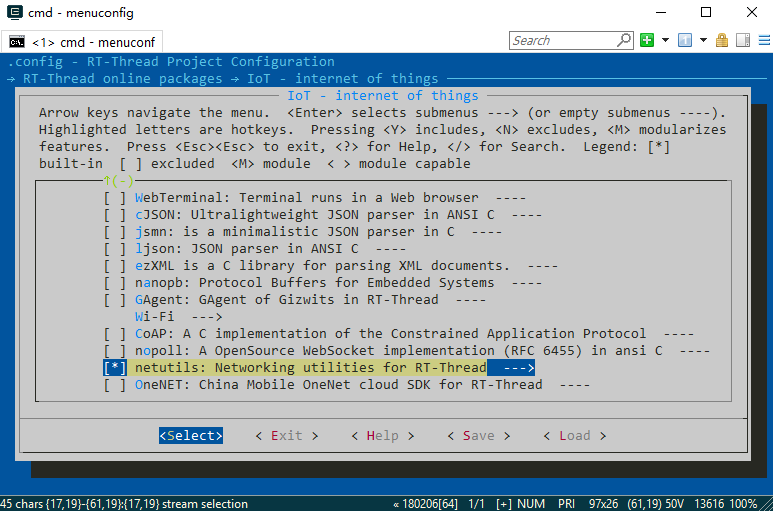 cmd - menuconfig
<1> cmd - menuconf
Search
.config - RT-Thread Project Configuration
→ RT-Thread online packages → IoT - internet of things
IoT - internet of things
Arrow keys navigate the menu.  <Enter> selects submenus ---> (or empty submenus ----).
Highlighted letters are hotkeys.  Pressing <Y> includes, <N> excludes, <M> modularizes
features.  Press <Esc><Esc> to exit, <?> for Help, </> for Search.  Legend: [*]
built-in  [ ] excluded  <M> module  < > module capable
↑(-)
[ ] WebTerminal: Terminal runs in a Web browser  ----
[ ] cJSON: Ultralightweight JSON parser in ANSI C  ----
[ ] jsmn: is a minimalistic JSON parser in C  ----
[ ] ljson: JSON parser in ANSI C  ----
[ ] ezXML is a C library for parsing XML documents.  ----
[ ] nanopb: Protocol Buffers for Embedded Systems  ----
[ ] GAgent: GAgent of Gizwits in RT-Thread  ----
Wi-Fi  --->
[ ] CoAP: A C implementation of the Constrained Application Protocol  ----
[ ] nopoll: A OpenSource WebSocket implementation (RFC 6455) in ansi C  ----
[*] netutils: Networking utilities for RT-Thread  --->
[ ] OneNET: China Mobile OneNet cloud SDK for RT-Thread  ----
<Select>  < Exit >  < Help >  < Save >  < Load >
45 chars {17,19}-{61,19}:{17,19} stream selection  « 180206[64]  1/1  [+] NUM  PRI  97x26  (61,19) 50V  13616 100%